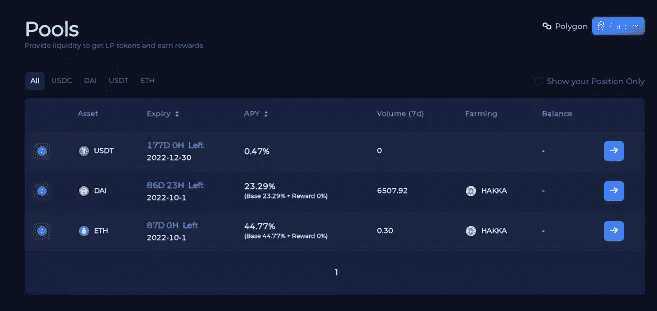 Pools
Polygon
Provide liquidity to get LP tokens and earn rewards
All USDC DAI USDT ETH
Show your Position Only
Asset Expiry APY Volume (7d) Farming Balance
USDT 177D 0H Left 0.47% 0 -
2022-12-30
DAI 86D 23H Left 23.29% 6507.92 HAKKA -
2022-10-1 (Base 23.29% + Reward 0%)
ETH 87D 0H Left 44.77% 0.30 HAKKA -
2022-10-1 (Base 44.77% + Reward 0%)
1